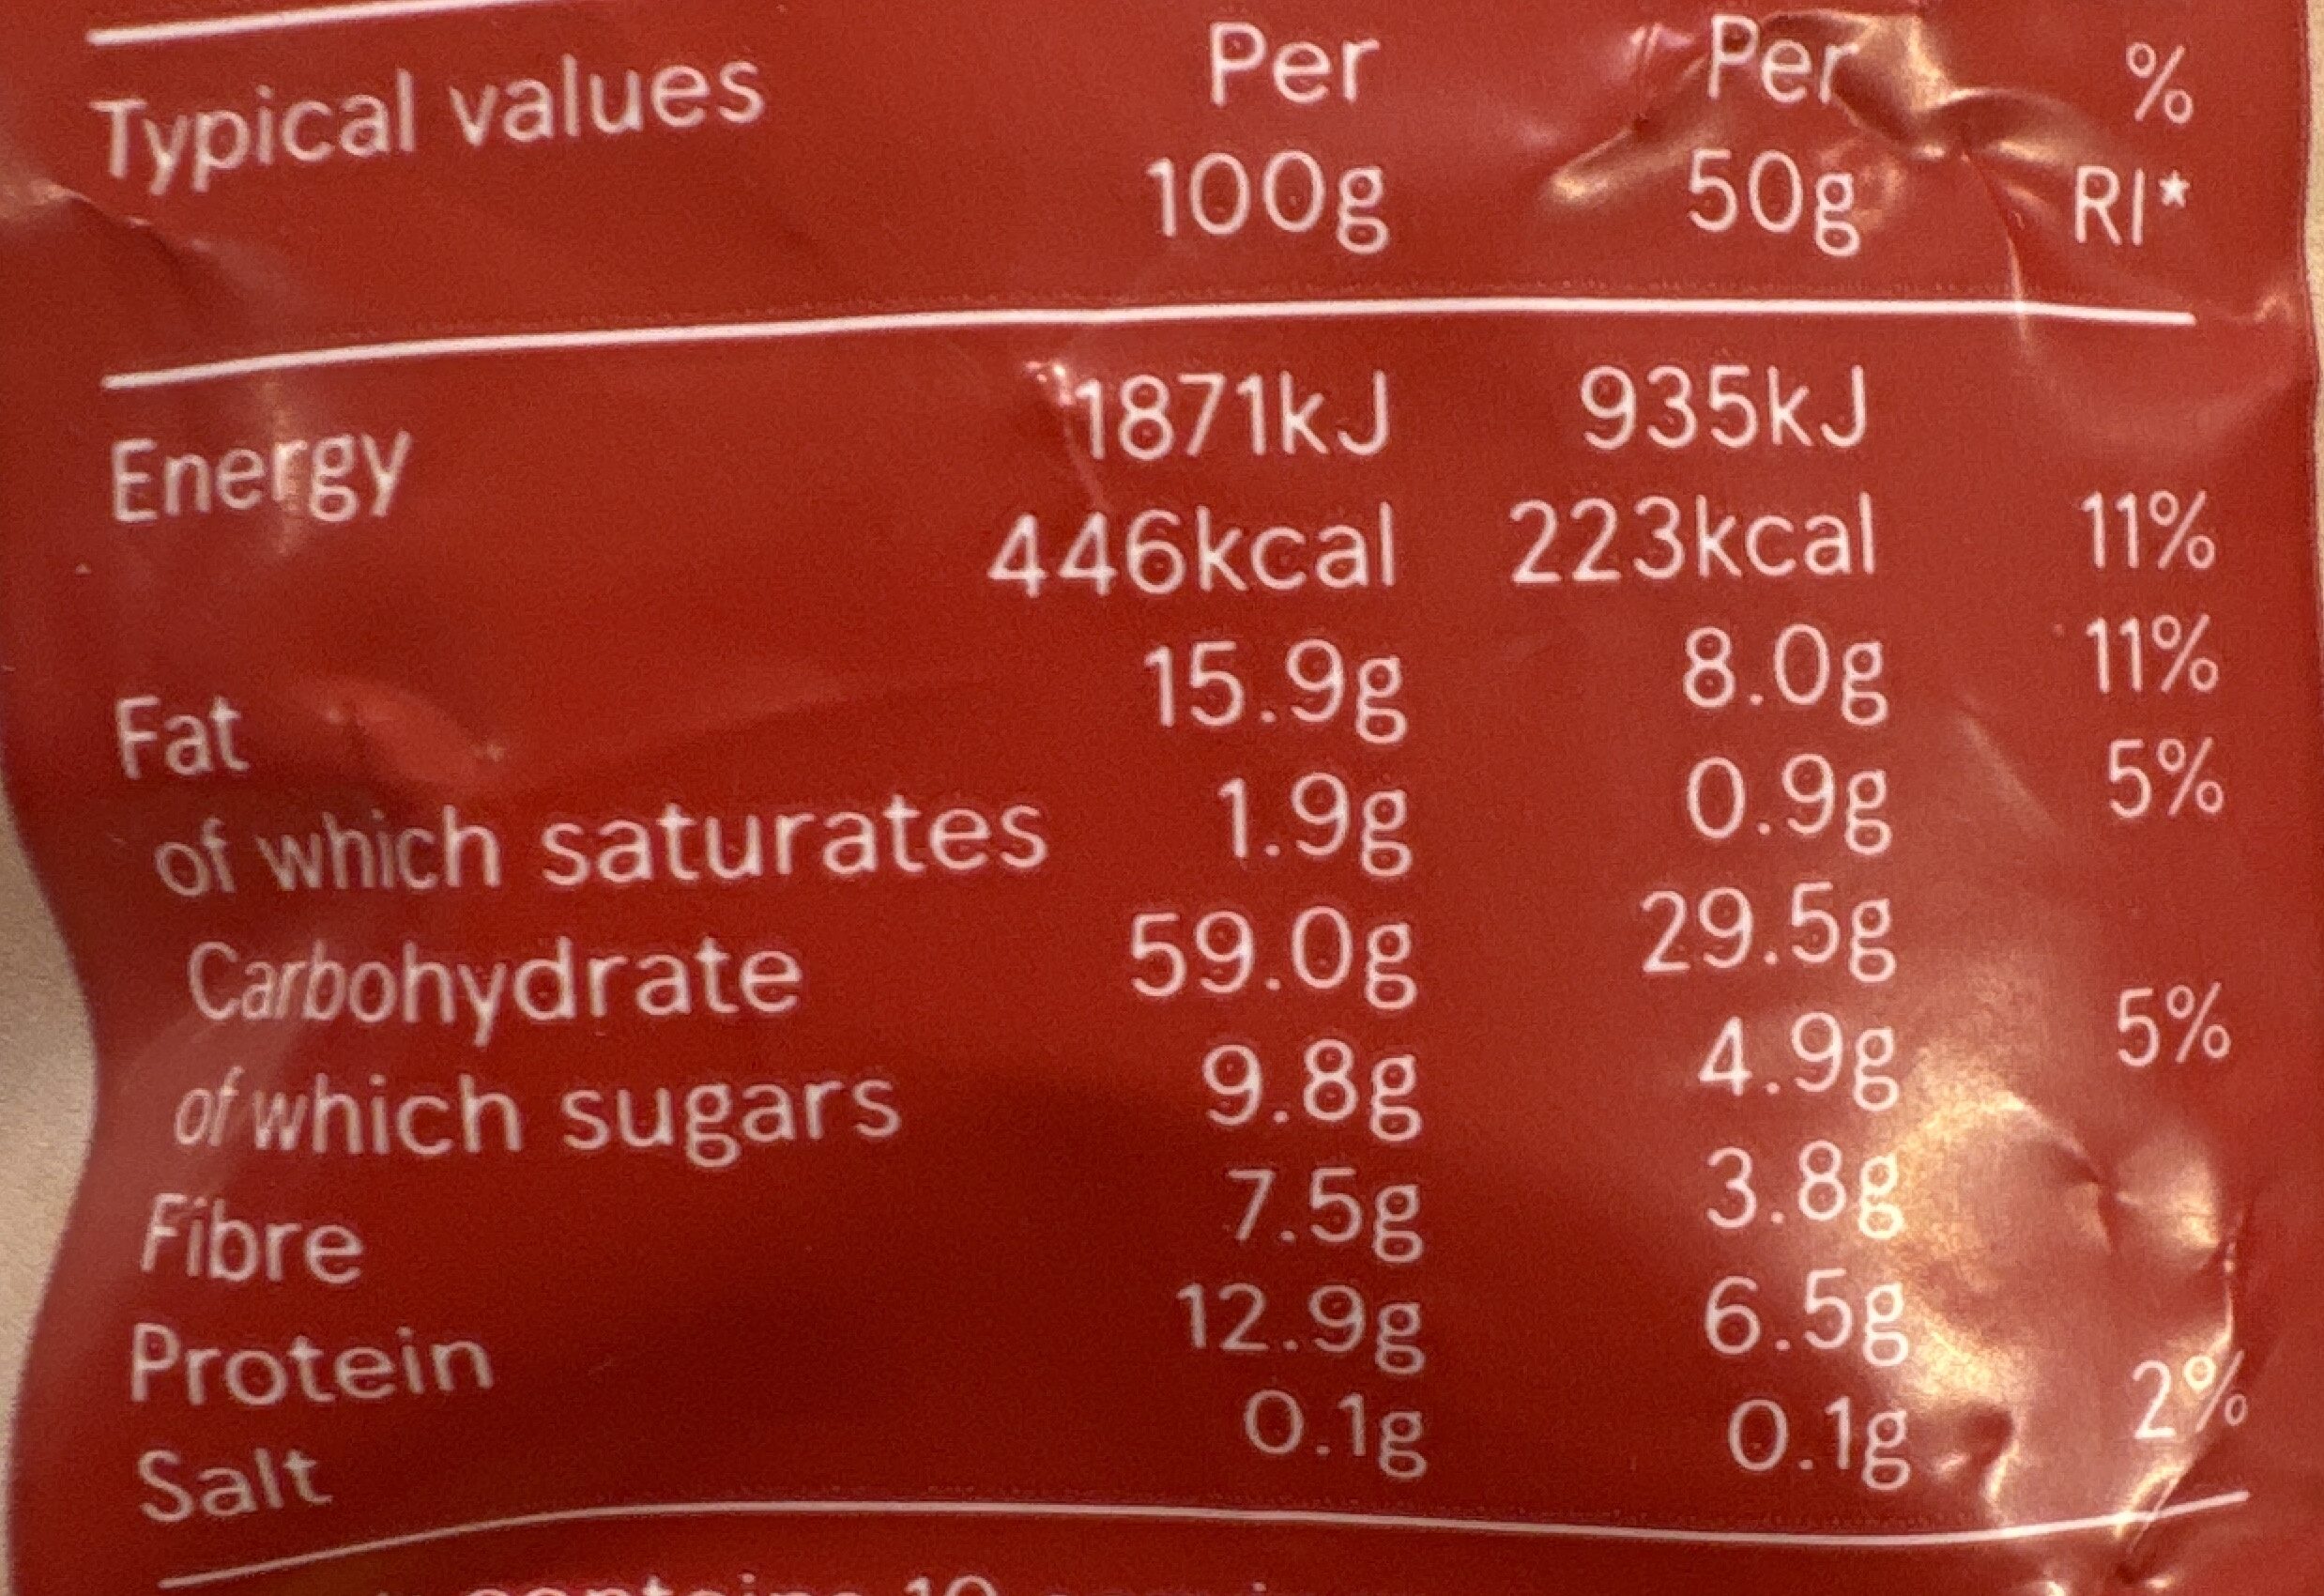 Typical values Per Per %
100g 50g RI*
Energy 1871kJ 935kJ
446kcal 223kcal 11%
Fat 15.9g 8.0g 11%
of which saturates 1.9g 0.9g 5%
Carbohydrate 59.0g 29.5g
of which sugars 9.8g 4.9g 5%
Fibre 7.5g 3.8g
Protein 12.9g 6.5g
Salt 0.1g 0.1g 2%
contains 10